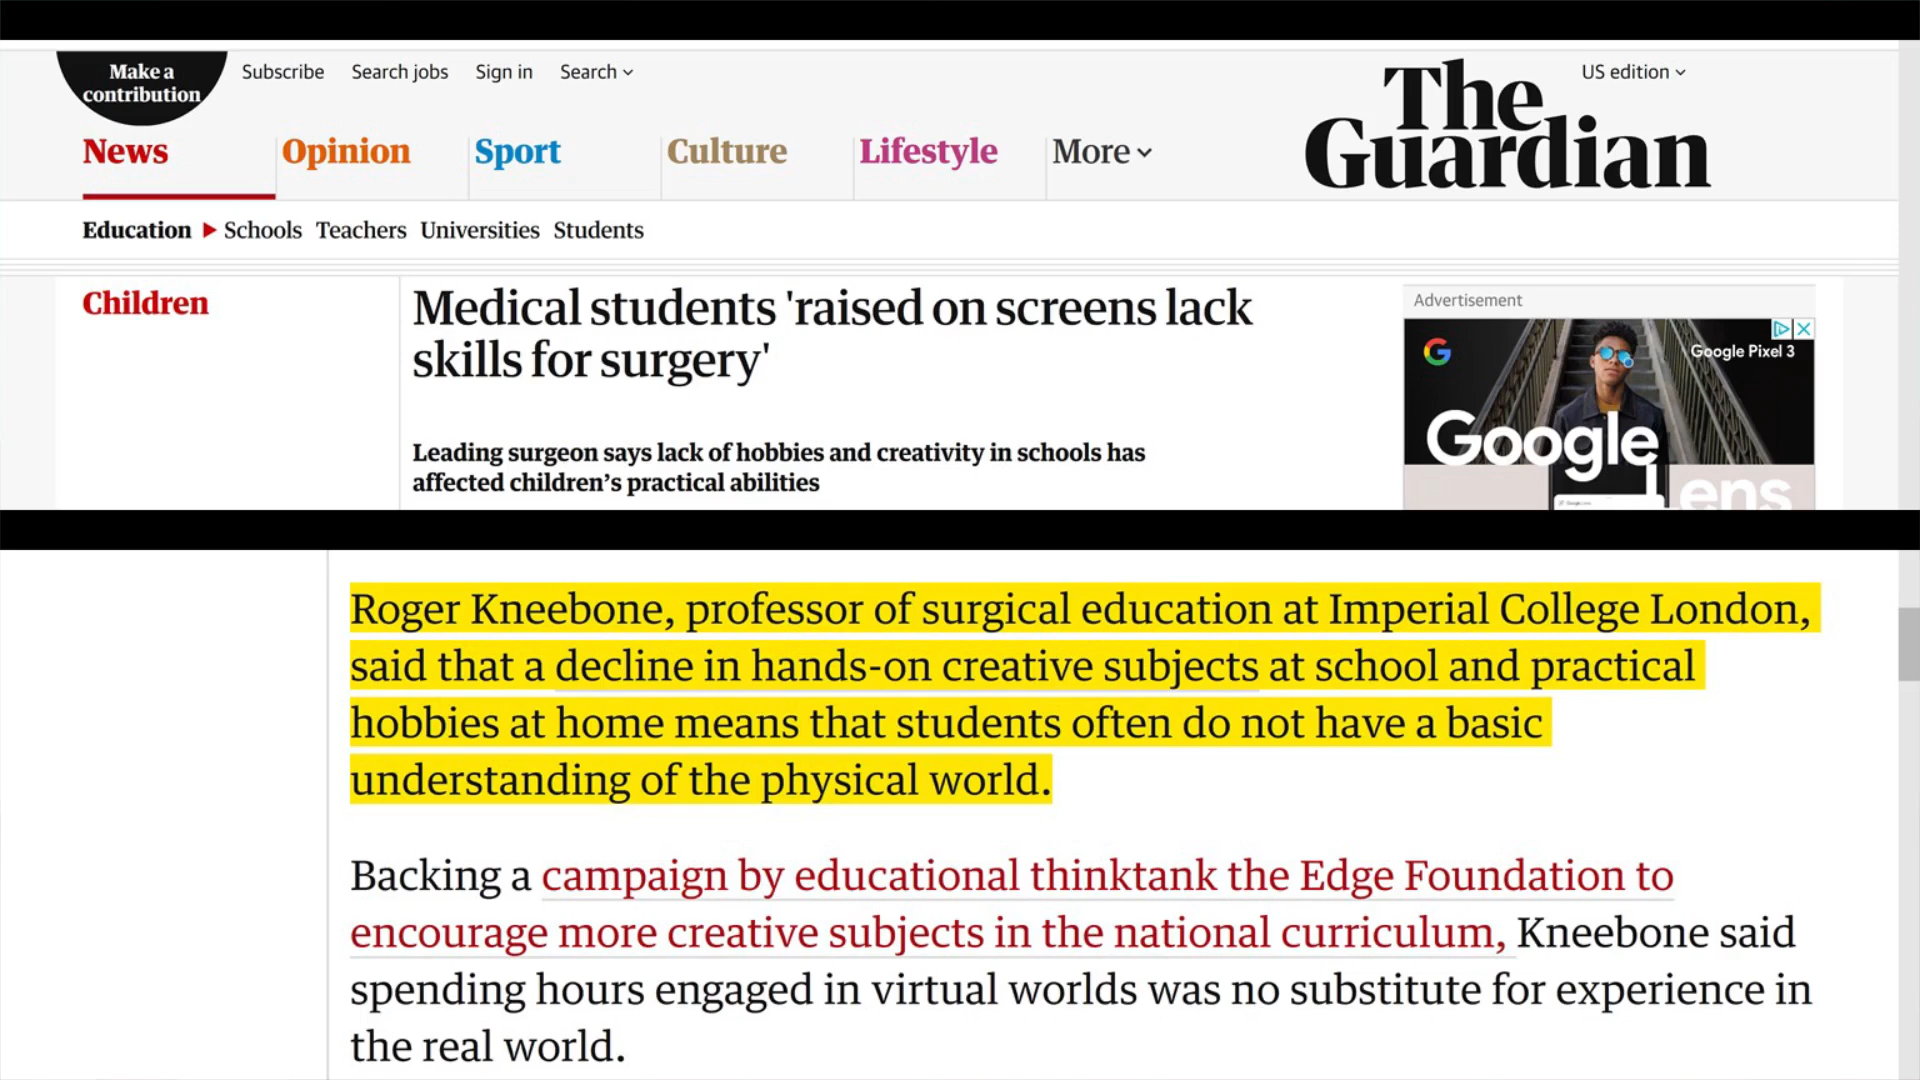 Make a
contribution
Subscribe Search jobs Sign in Search US edition
The
Guardian
News Opinion Sport Culture Lifestyle More
Education Schools Teachers Universities Students
Children
Medical students 'raised on screens lack
skills for surgery'
Leading surgeon says lack of hobbies and creativity in schools has
affected children’s practical abilities
Advertisement
G
Google Pixel 3
Google
Lens
Roger Kneebone, professor of surgical education at Imperial College London,
said that a decline in hands-on creative subjects at school and practical
hobbies at home means that students often do not have a basic
understanding of the physical world.
Backing a campaign by educational thinktank the Edge Foundation to
encourage more creative subjects in the national curriculum, Kneebone said
spending hours engaged in virtual worlds was no substitute for experience in
the real world.